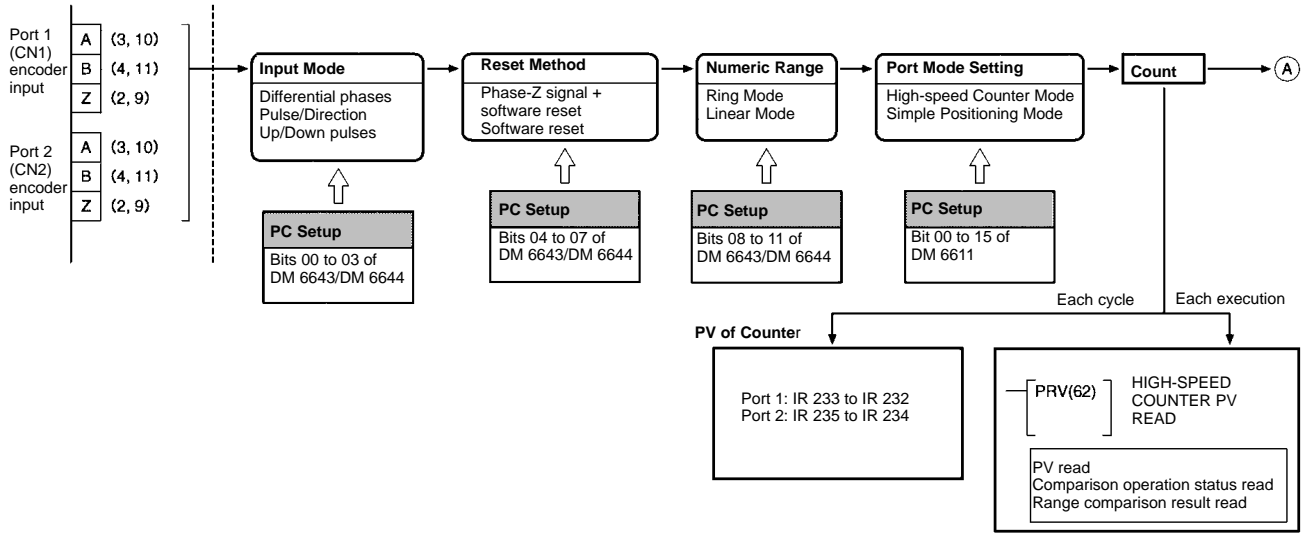 Port 1
(CN1)
encoder
input
A (3, 10)
B (4, 11)
Z (2, 9)
Port 2
(CN2)
encoder
input
A (3, 10)
B (4, 11)
Z (2, 9)
Input Mode
Differential phases
Pulse/Direction
Up/Down pulses
PC Setup
Bits 00 to 03 of
DM 6643/DM 6644
Reset Method
Phase-Z signal +
software reset
Software reset
PC Setup
Bits 04 to 07 of
DM 6643/DM 6644
Numeric Range
Ring Mode
Linear Mode
PC Setup
Bits 08 to 11 of
DM 6643/DM 6644
Port Mode Setting
High-speed Counter Mode
Simple Positioning Mode
PC Setup
Bit 00 to 15 of
DM 6611
Count
A
Each cycle
Each execution
PV of Counter
Port 1: IR 233 to IR 232
Port 2: IR 235 to IR 234
PRV(62)
HIGH-SPEED
COUNTER PV
READ
PV read
Comparison operation status read
Range comparison result read